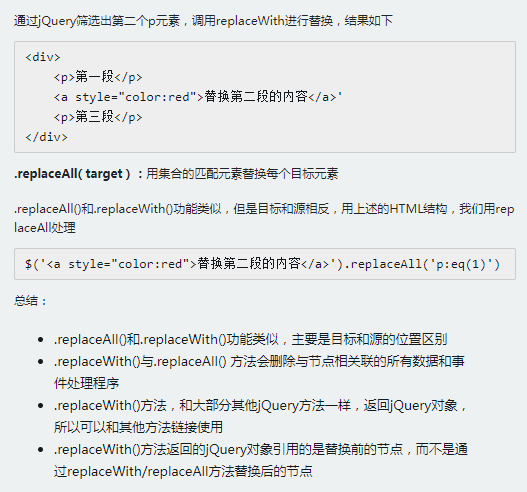 通过jQuery筛选出第二个p元素，调用replaceWith进行替换，结果如下
<div>
    <p>第一段</p>
    <a style="color:red">替换第二段的内容</a>'
    <p>第三段</p>
</div>
.replaceAll( target ) ：用集合的匹配元素替换每个目标元素
.replaceAll()和.replaceWith()功能类似，但是目标和源相反，用上述的HTML结构，我们用rep
laceAll处理
$('<a style="color:red">替换第二段的内容</a>').replaceAll('p:eq(1)')
总结：
• .replaceAll()和.replaceWith()功能类似，主要是目标和源的位置区别
• .replaceWith()与.replaceAll() 方法会删除与节点相关联的所有数据和事
件处理程序
• .replaceWith()方法，和大部分其他jQuery方法一样，返回jQuery对象，
所以可以和其他方法链接使用
• .replaceWith()方法返回的jQuery对象引用的是替换前的节点，而不是通
过replaceWith/replaceAll方法替换后的节点